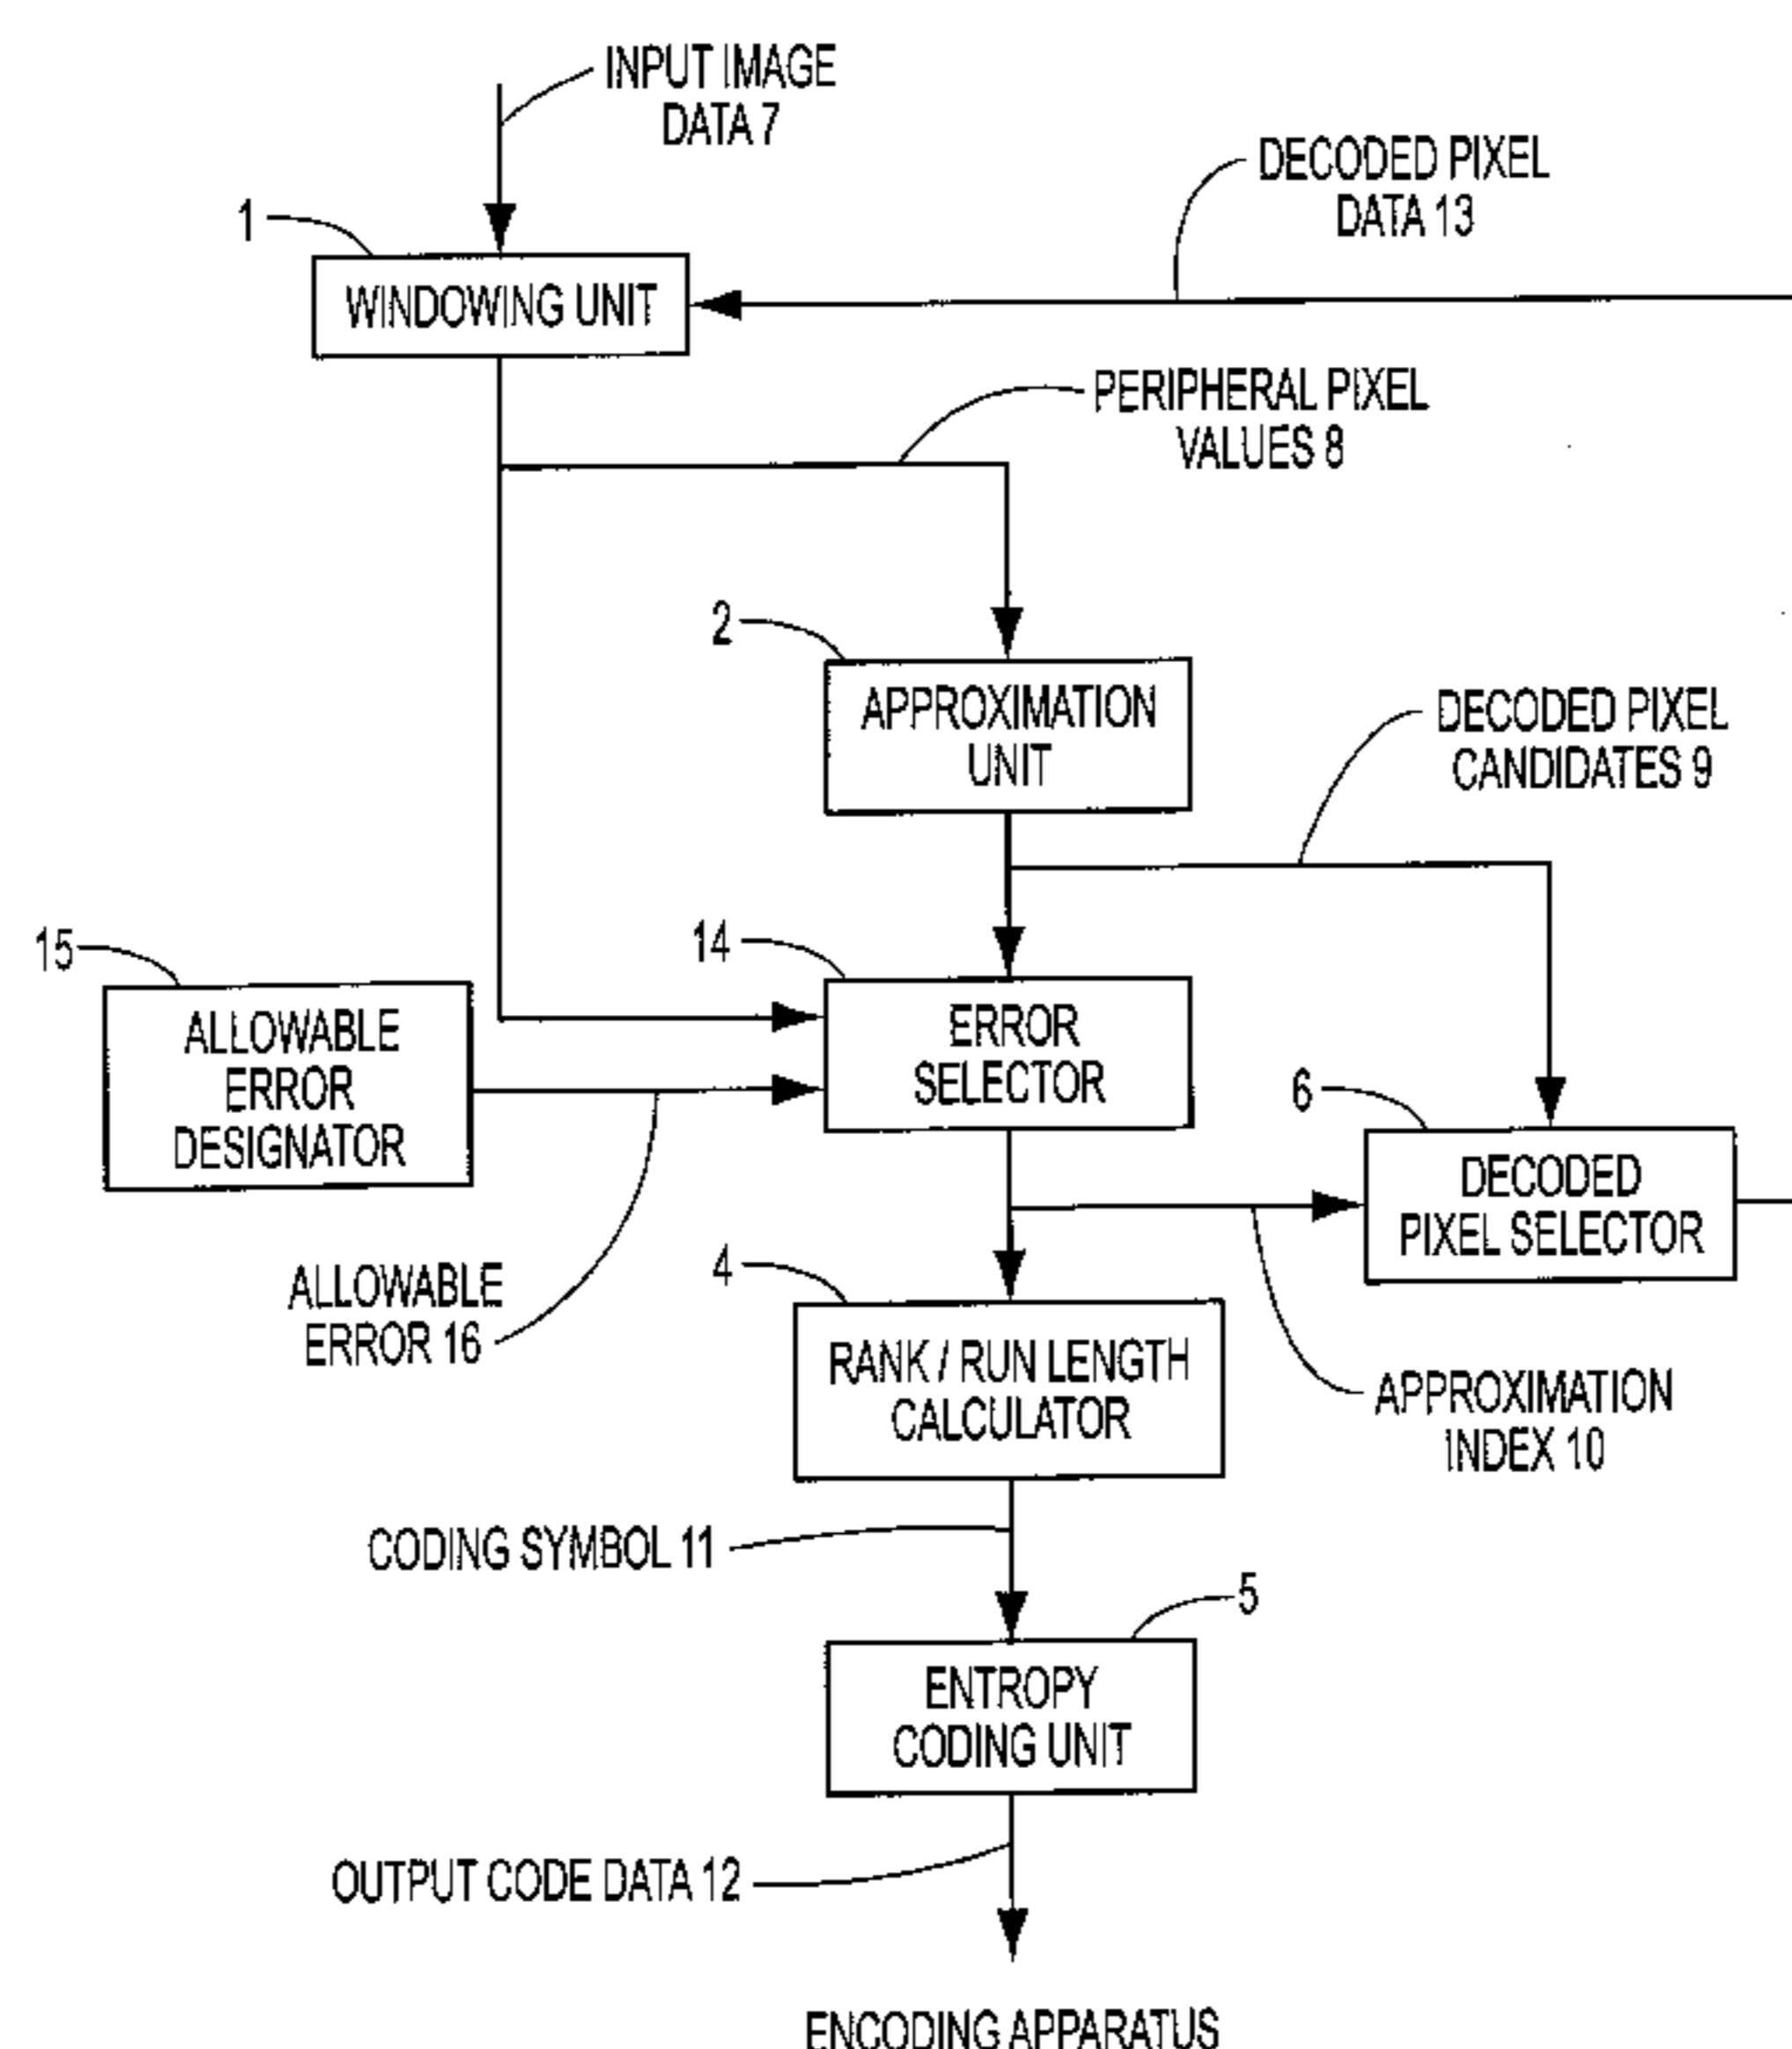 INPUT IMAGE
DATA 7
DECODED PIXEL
DATA 13
1
WINDOWING UNIT
PERIPHERAL PIXEL
VALUES 8
2
APPROXIMATION
UNIT
DECODED PIXEL
CANDIDATES 9
15
14
ALLOWABLE
ERROR
DESIGNATOR
ERROR
SELECTOR
6
DECODED
PIXEL SELECTOR
ALLOWABLE
ERROR 16
4
RANK / RUN LENGTH
CALCULATOR
APPROXIMATION
INDEX 10
CODING SYMBOL 11
5
ENTROPY
CODING UNIT
OUTPUT CODE DATA 12
ENCODING APPARATUS